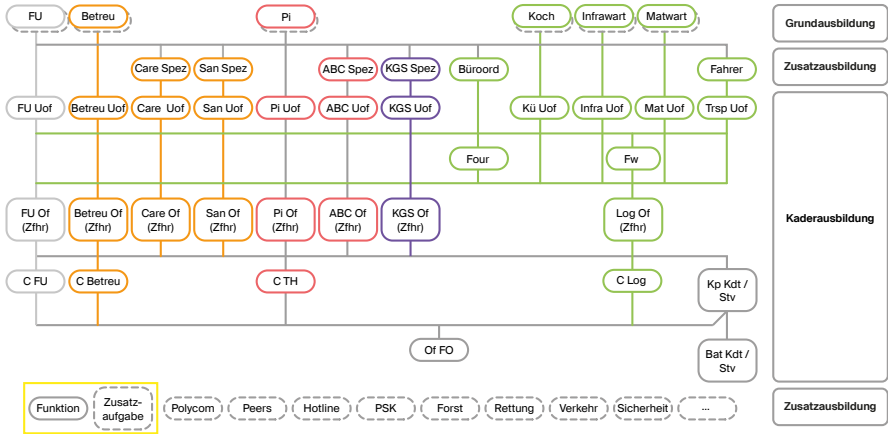 FU
Betreu
Pi
Koch
Infrawart
Matwart
Grundausbildung
Care Spez
San Spez
ABC Spez
KGS Spez
Büroord
Fahrer
Zusatzausbildung
FU Uof
Betreu Uof
Care Uof
San Uof
Pi Uof
ABC Uof
KGS Uof
Kü Uof
Infra Uof
Mat Uof
Trsp Uof
Four
Fw
Kaderausbildung
FU Of
(Zfhr)
Betreu Of
(Zfhr)
Care Of
(Zfhr)
San Of
(Zfhr)
Pi Of
(Zfhr)
ABC Of
(Zfhr)
KGS Of
(Zfhr)
Log Of
(Zfhr)
C FU
C Betreu
C TH
C Log
Kp Kdt /
Stv
Of FO
Bat Kdt /
Stv
Funktion
Zusatz-
aufgabe
Polycom
Peers
Hotline
PSK
Forst
Rettung
Verkehr
Sicherheit
...
Zusatzausbildung